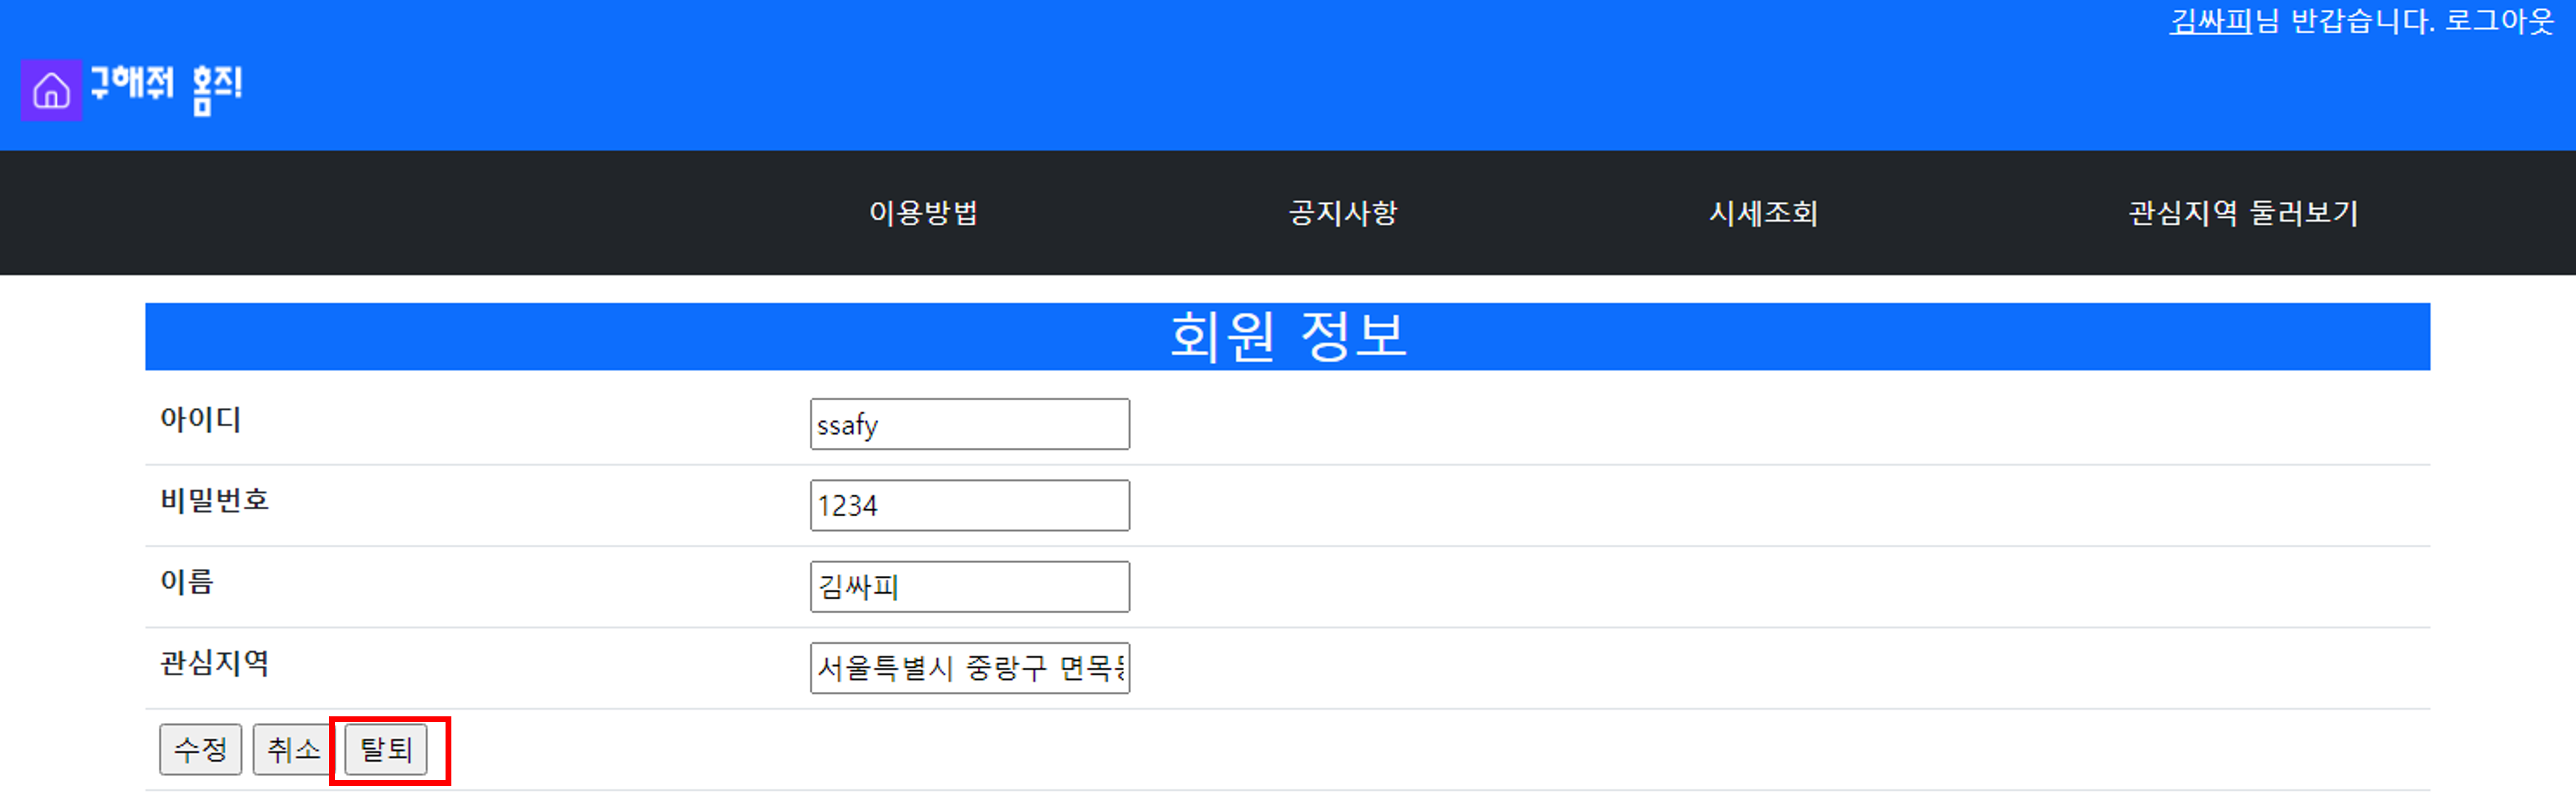 김싸피님 반갑습니다. 로그아웃
구해줘 홈즈!
이용방법 공지사항 시세조회 관심지역 둘러보기
회원 정보
아이디 ssafy
비밀번호 1234
이름 김싸피
관심지역 서울특별시 중랑구 면목
수정 취소 탈퇴